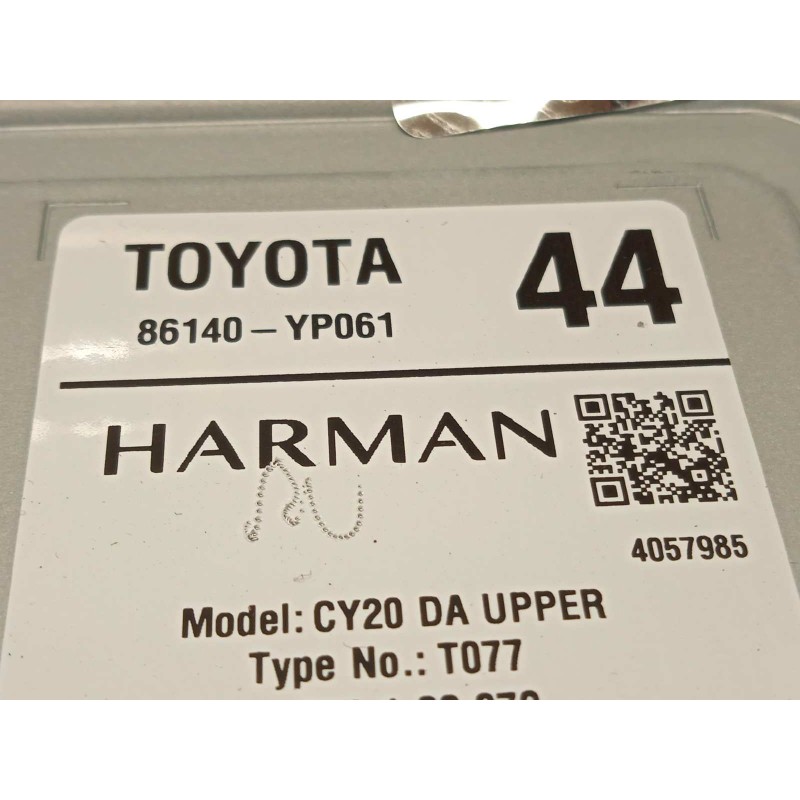 TOYOTA 44
86140-YP061
HARMAN
4057985
Model: CY20 DA UPPER
Type No.: T077